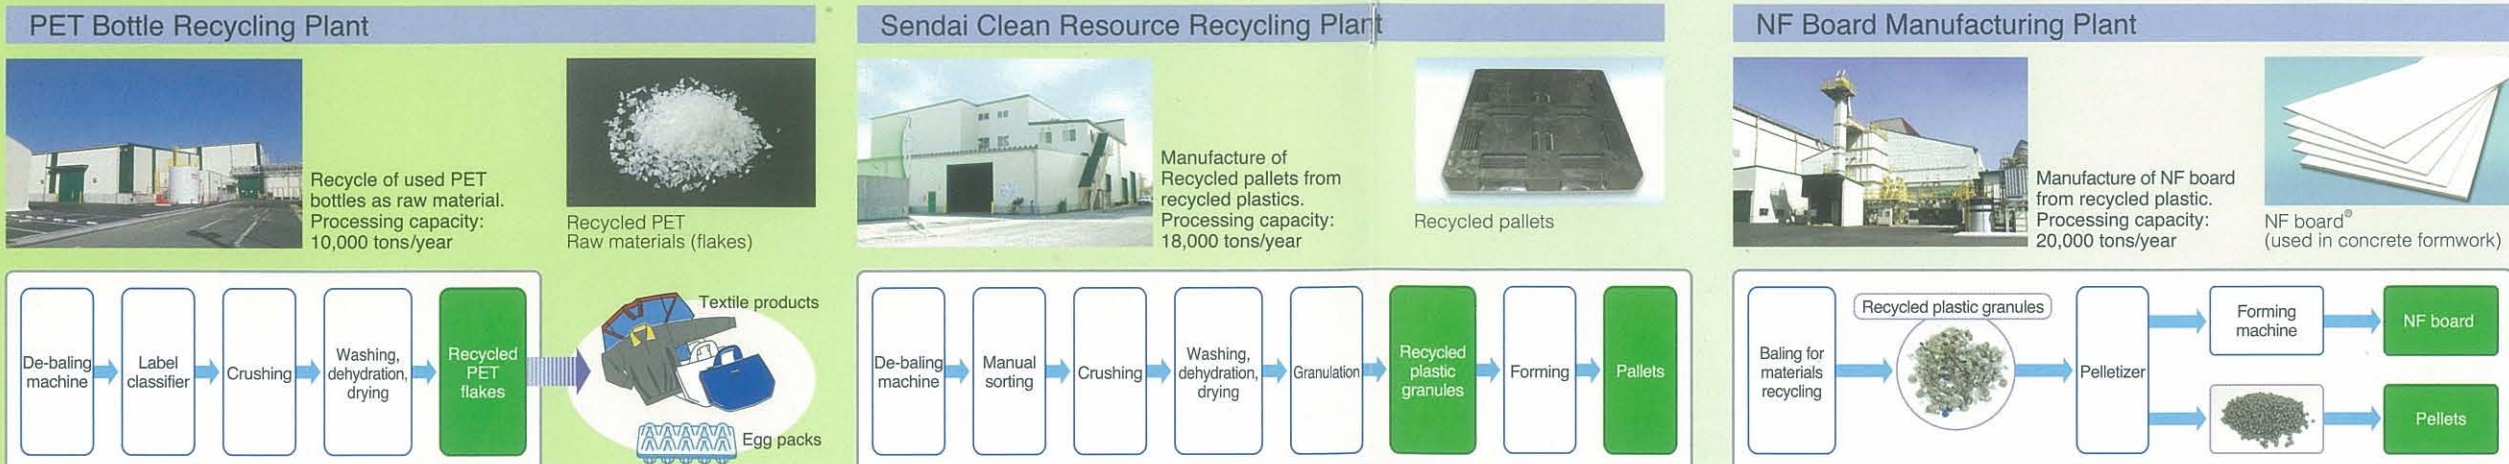 PET Bottle Recycling Plant
Recycle of used PET
bottles as raw material.
Processing capacity:
10,000 tons/year
Recycled PET
Raw materials (flakes)
De-baling
machine
Label
classifier
Crushing
Washing,
dehydration,
drying
Recycled
PET
flakes
Textile products
Egg packs
Sendai Clean Resource Recycling Plant
Manufacture of
Recycled pallets from
recycled plastics.
Processing capacity:
18,000 tons/year
Recycled pallets
De-baling
machine
Manual
sorting
Crushing
Washing,
dehydration,
drying
Granulation
Recycled
plastic
granules
Forming
Pallets
NF Board Manufacturing Plant
Manufacture of NF board
from recycled plastic.
Processing capacity:
20,000 tons/year
NF board®
(used in concrete formwork)
Baling for
materials
recycling
Recycled plastic granules
Pelletizer
Forming
machine
NF board
Pellets